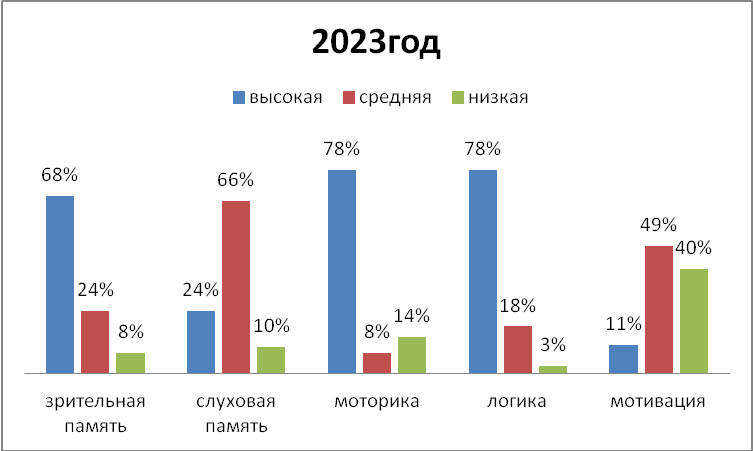 2023год
высокая средняя низкая
68% 24% 8%
24% 66% 10%
78% 8% 14%
78% 18% 3%
11% 49% 40%
зрительная память
слуховая память
моторика
логика
мотивация